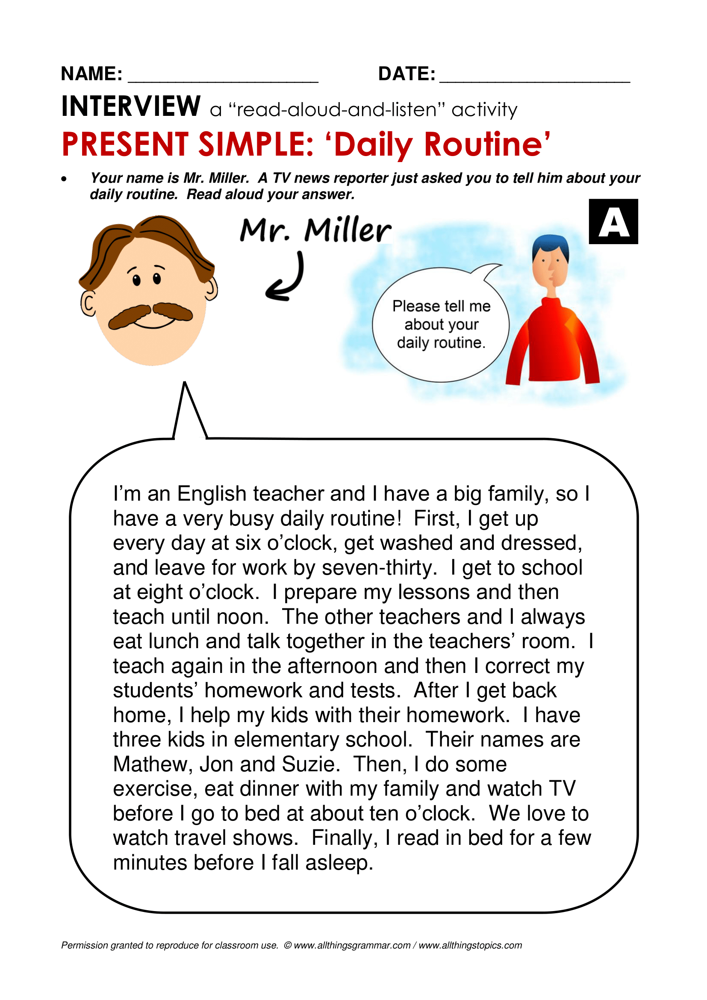 NAME: ____________________ DATE: ____________________
INTERVIEW a “read-aloud-and-listen” activity
PRESENT SIMPLE: ‘Daily Routine’
• Your name is Mr. Miller.  A TV news reporter just asked you to tell him about your
daily routine.  Read aloud your answer.
A
Mr. Miller
Please tell me
about your
daily routine.
I’m an English teacher and I have a big family, so I
have a very busy daily routine!  First, I get up
every day at six o’clock, get washed and dressed,
and leave for work by seven-thirty.  I get to school
at eight o’clock.  I prepare my lessons and then
teach until noon.  The other teachers and I always
eat lunch and talk together in the teachers’ room.  I
teach again in the afternoon and then I correct my
students’ homework and tests.  After I get back
home, I help my kids with their homework.  I have
three kids in elementary school.  Their names are
Mathew, Jon and Suzie.  Then, I do some
exercise, eat dinner with my family and watch TV
before I go to bed at about ten o’clock.  We love to
watch travel shows.  Finally, I read in bed for a few
minutes before I fall asleep.
Permission granted to reproduce for classroom use.  © www.allthingsgrammar.com / www.allthingstopics.com